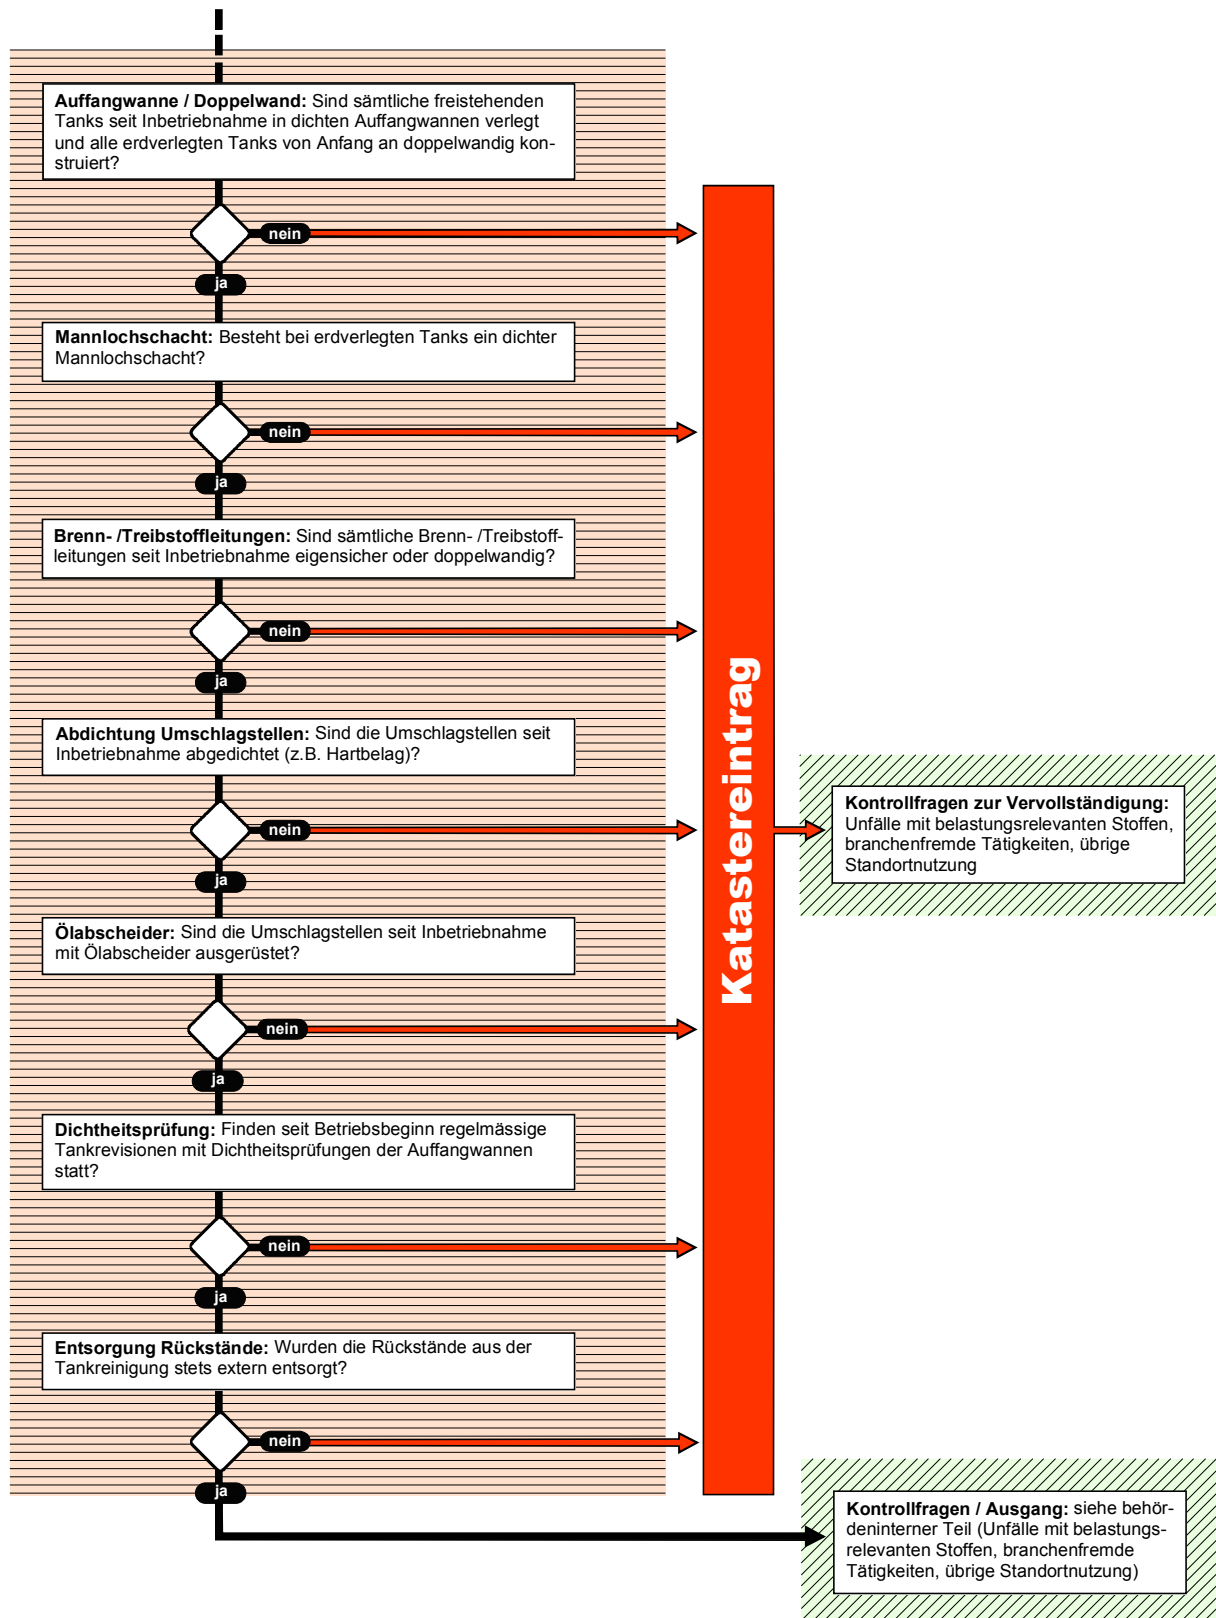 Auffangwanne / Doppelwand: Sind sämtliche freistehenden
Tanks seit Inbetriebnahme in dichten Auffangwannen verlegt
und alle erdverlegten Tanks von Anfang an doppelwandig kon-
struiert?
nein
ja
Mannlochschacht: Besteht bei erdverlegten Tanks ein dichter
Mannlochschacht?
nein
ja
Brenn- /Treibstoffleitungen: Sind sämtliche Brenn- /Treibstoff-
leitungen seit Inbetriebnahme eigensicher oder doppelwandig?
nein
ja
Abdichtung Umschlagstellen: Sind die Umschlagstellen seit
Inbetriebnahme abgedichtet (z.B. Hartbelag)?
nein
ja
Ölabscheider: Sind die Umschlagstellen seit Inbetriebnahme
mit Ölabscheider ausgerüstet?
nein
ja
Dichtheitsprüfung: Finden seit Betriebsbeginn regelmässige
Tankrevisionen mit Dichtheitsprüfungen der Auffangwannen
statt?
nein
ja
Entsorgung Rückstände: Wurden die Rückstände aus der
Tankreinigung stets extern entsorgt?
nein
ja
Katastereintrag
Kontrollfragen zur Vervollständigung:
Unfälle mit belastungsrelevanten Stoffen,
branchenfremde Tätigkeiten, übrige
Standortnutzung
Kontrollfragen / Ausgang: siehe behör-
deninterner Teil (Unfälle mit belastungs-
relevanten Stoffen, branchenfremde
Tätigkeiten, übrige Standortnutzung)